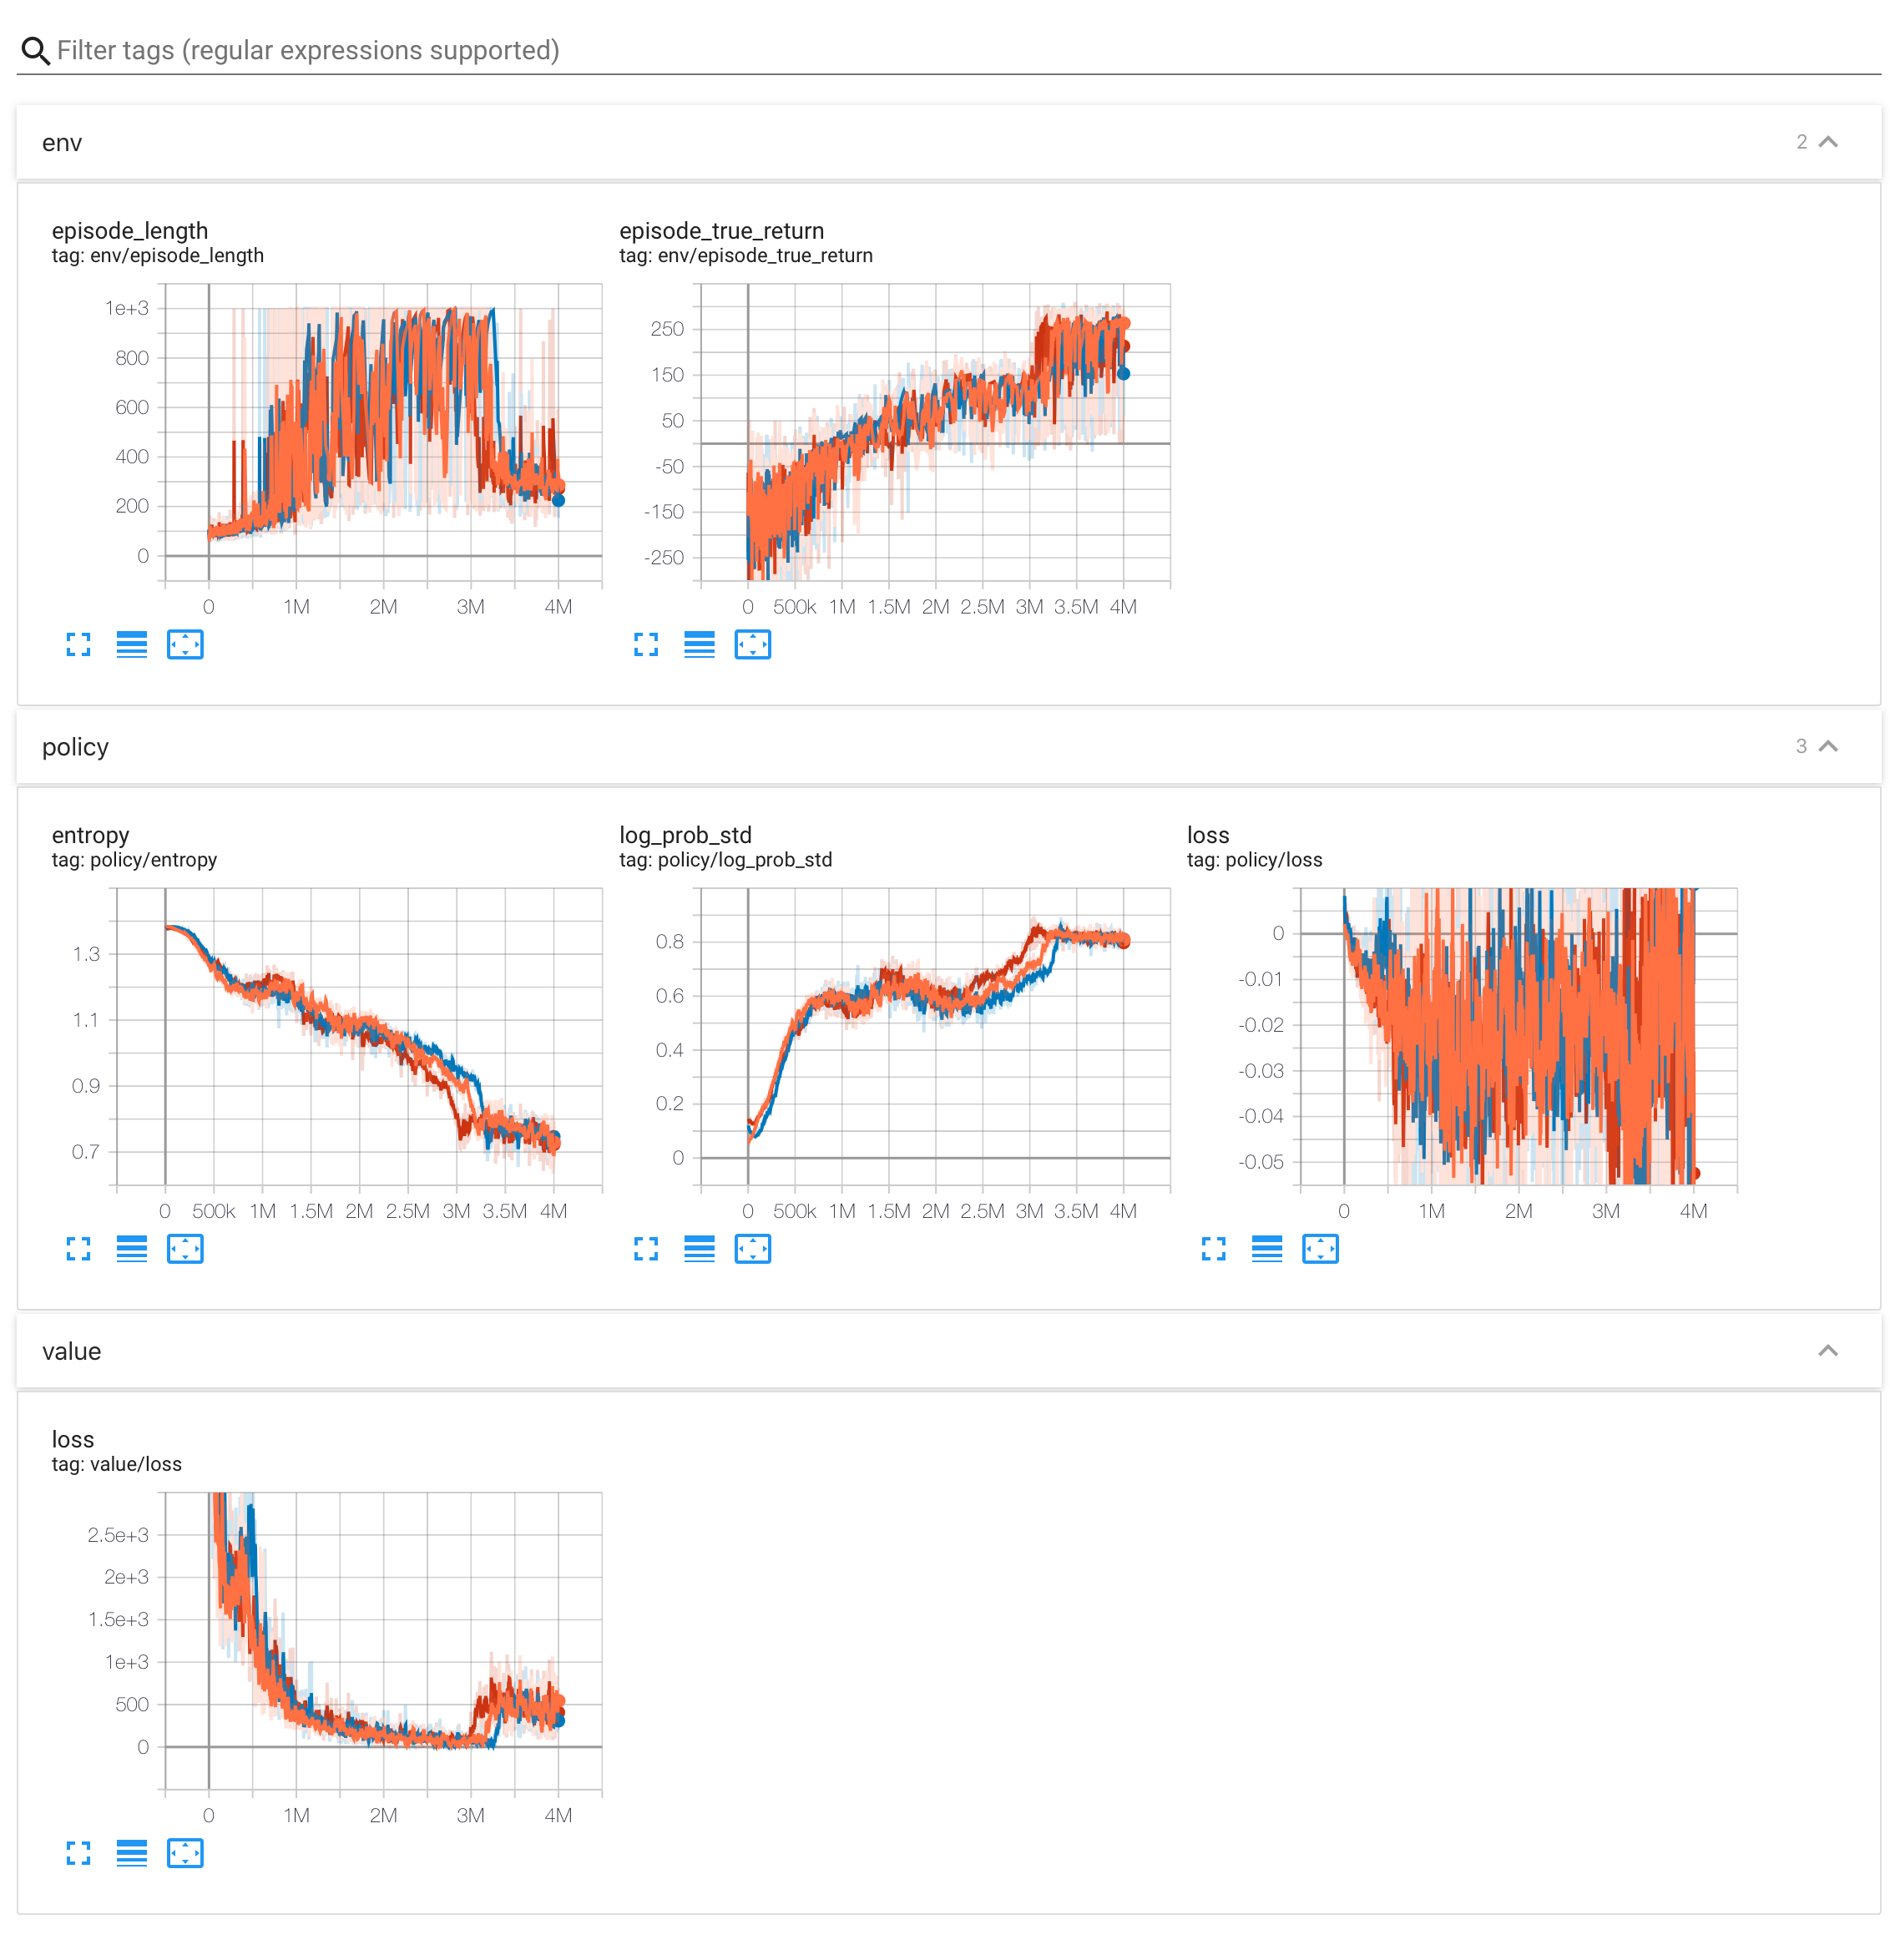 Filter tags (regular expressions supported)
env
2
episode_length
tag: env/episode_length
1e+3
800
600
400
200
0
0 1M 2M 3M 4M
episode_true_return
tag: env/episode_true_return
250
150
50
-50
-150
-250
0 500k 1M 1.5M 2M 2.5M 3M 3.5M 4M
policy
3
entropy
tag: policy/entropy
1.3
1.1
0.9
0.7
0 500k 1M 1.5M 2M 2.5M 3M 3.5M 4M
log_prob_std
tag: policy/log_prob_std
0.8
0.6
0.4
0.2
0
0 500k 1M 1.5M 2M 2.5M 3M 3.5M 4M
loss
tag: policy/loss
0
-0.01
-0.02
-0.03
-0.04
-0.05
0 1M 2M 3M 4M
value
loss
tag: value/loss
2.5e+3
2e+3
1.5e+3
1e+3
500
0
0 1M 2M 3M 4M